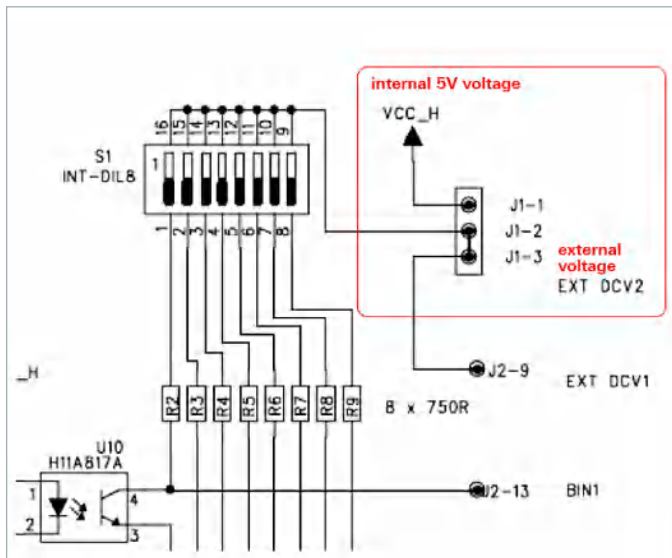 internal 5V voltage
VCC_H
16 15 14 13 12 11 10 9
S1
INT-DIL8
1
1 2 3 4 5 6 7 8
J1-1
J1-2
J1-3
external
voltage
EXT DCV2
_H
J2-9
EXT DCV1
R2 R3 R4 R5 R6 R7 R8 R9
8 x 750R
U10
H11A817A
1
4
2
3
J2-13
BIN1